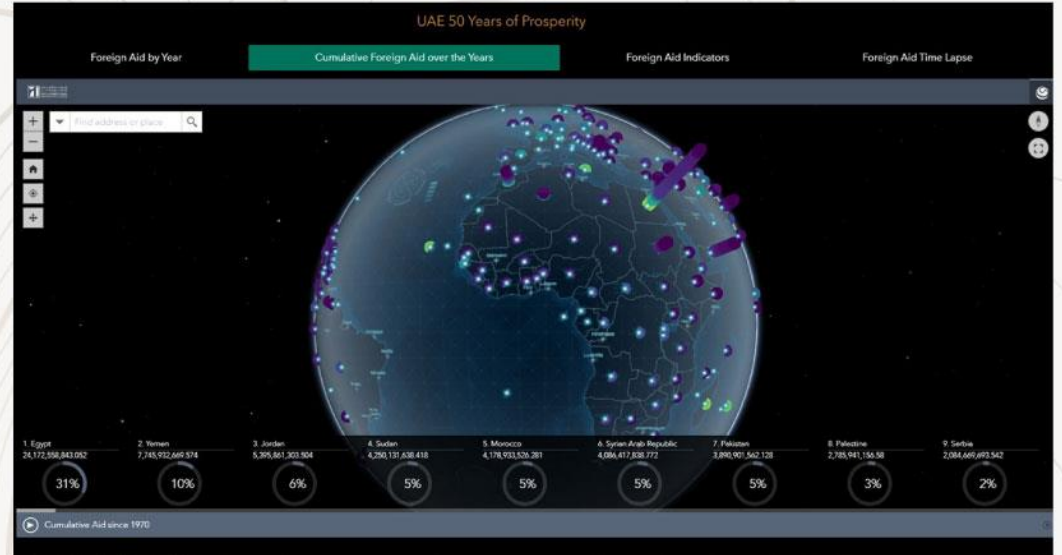 UAE 50 Years of Prosperity
Foreign Aid by Year
Cumulative Foreign Aid over the Years
Foreign Aid Indicators
Foreign Aid Time Lapse
Find address or place
1. Egypt
24,172,558,843.052
31%
2. Yemen
7,745,932,669.574
10%
3. Jordan
5,395,861,303.504
6%
4. Sudan
4,250,131,638.418
5%
5. Morocco
4,178,933,526.281
5%
6. Syrian Arab Republic
4,086,417,838.772
5%
7. Pakistan
3,890,901,562.128
5%
8. Palestine
2,785,941,156.58
3%
9. Serbia
2,084,669,693.542
2%
Cumulative Aid since 1970